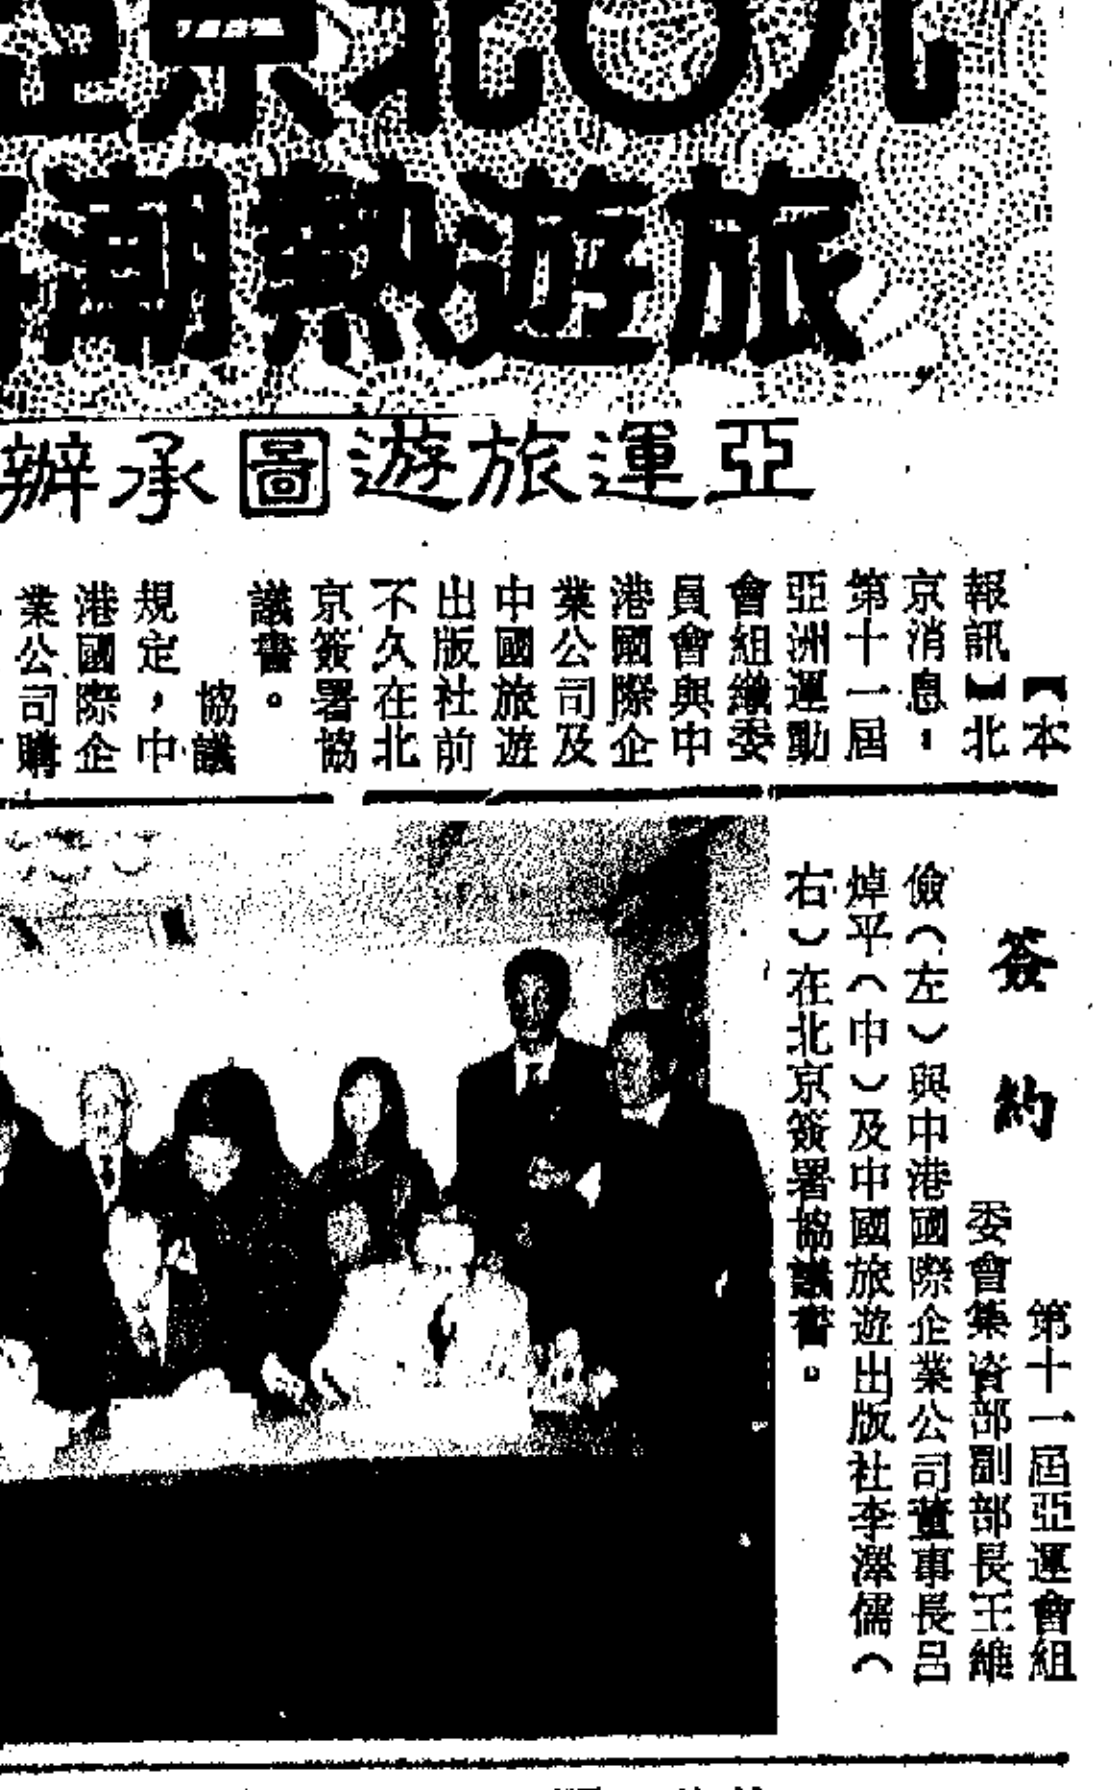 九〇北京亞
旅遊熱潮
亞運旅遊圖承辦
【本
報訊】北
京消息，
第十一屆
亞洲運動
會組織委
員會與中
港國際企
業公司及
中國旅遊
出版社前
不久在北
京簽署協
議書。
協議
規定，中
港國際企
業公司購
簽約
第十一屆亞運會組
委會集資部副部長王維
儉（左）與中港國際企業公司董事長呂
焯平（中）及中國旅遊出版社李澤儒（
右）在北京簽署協議書。